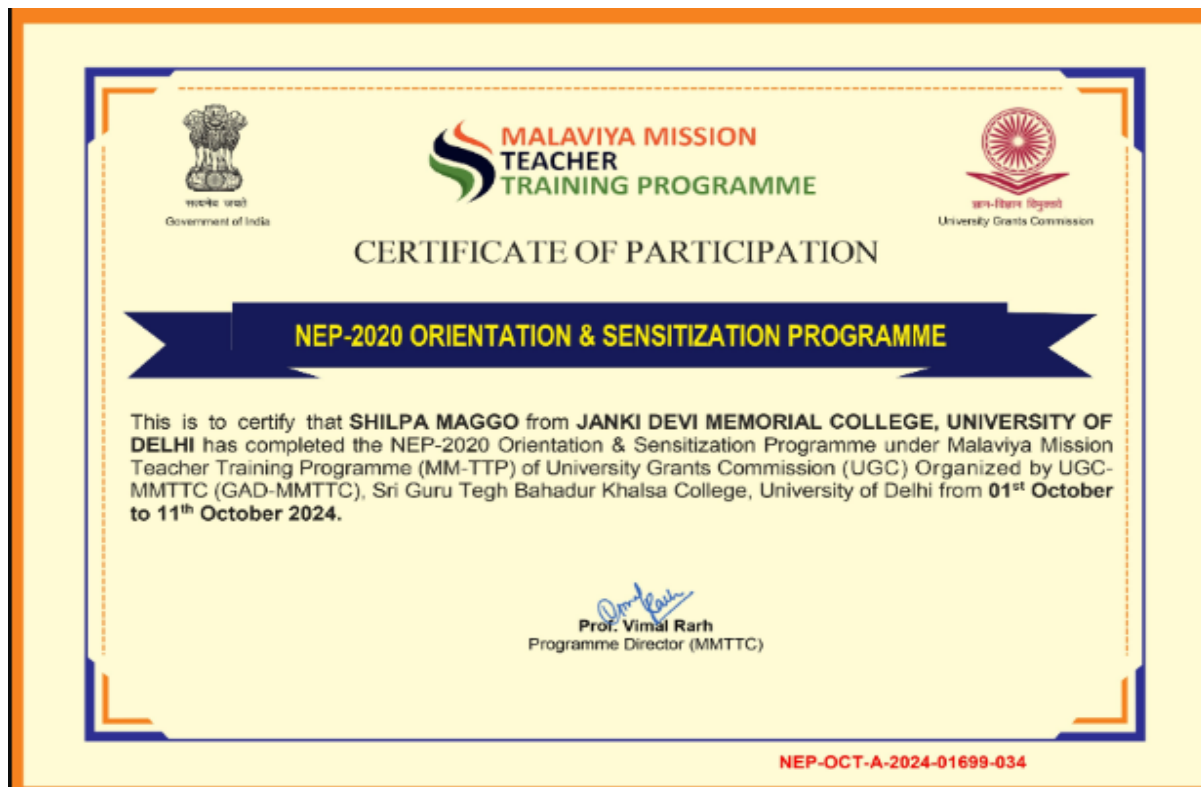 MALAVIYA MISSION
TEACHER
TRAINING PROGRAMME
सत्यमेव जयते
Government of India
ज्ञान-विज्ञान विमुक्तये
University Grants Commission
CERTIFICATE OF PARTICIPATION
NEP-2020 ORIENTATION & SENSITIZATION PROGRAMME
This is to certify that SHILPA MAGGO from JANKI DEVI MEMORIAL COLLEGE, UNIVERSITY OF
DELHI has completed the NEP-2020 Orientation & Sensitization Programme under Malaviya Mission
Teacher Training Programme (MM-TTP) of University Grants Commission (UGC) Organized by UGC-
MMTTC (GAD-MMTTC), Sri Guru Tegh Bahadur Khalsa College, University of Delhi from 01st October
to 11th October 2024.
Prof. Vimal Rarh
Programme Director (MMTTC)
NEP-OCT-A-2024-01699-034